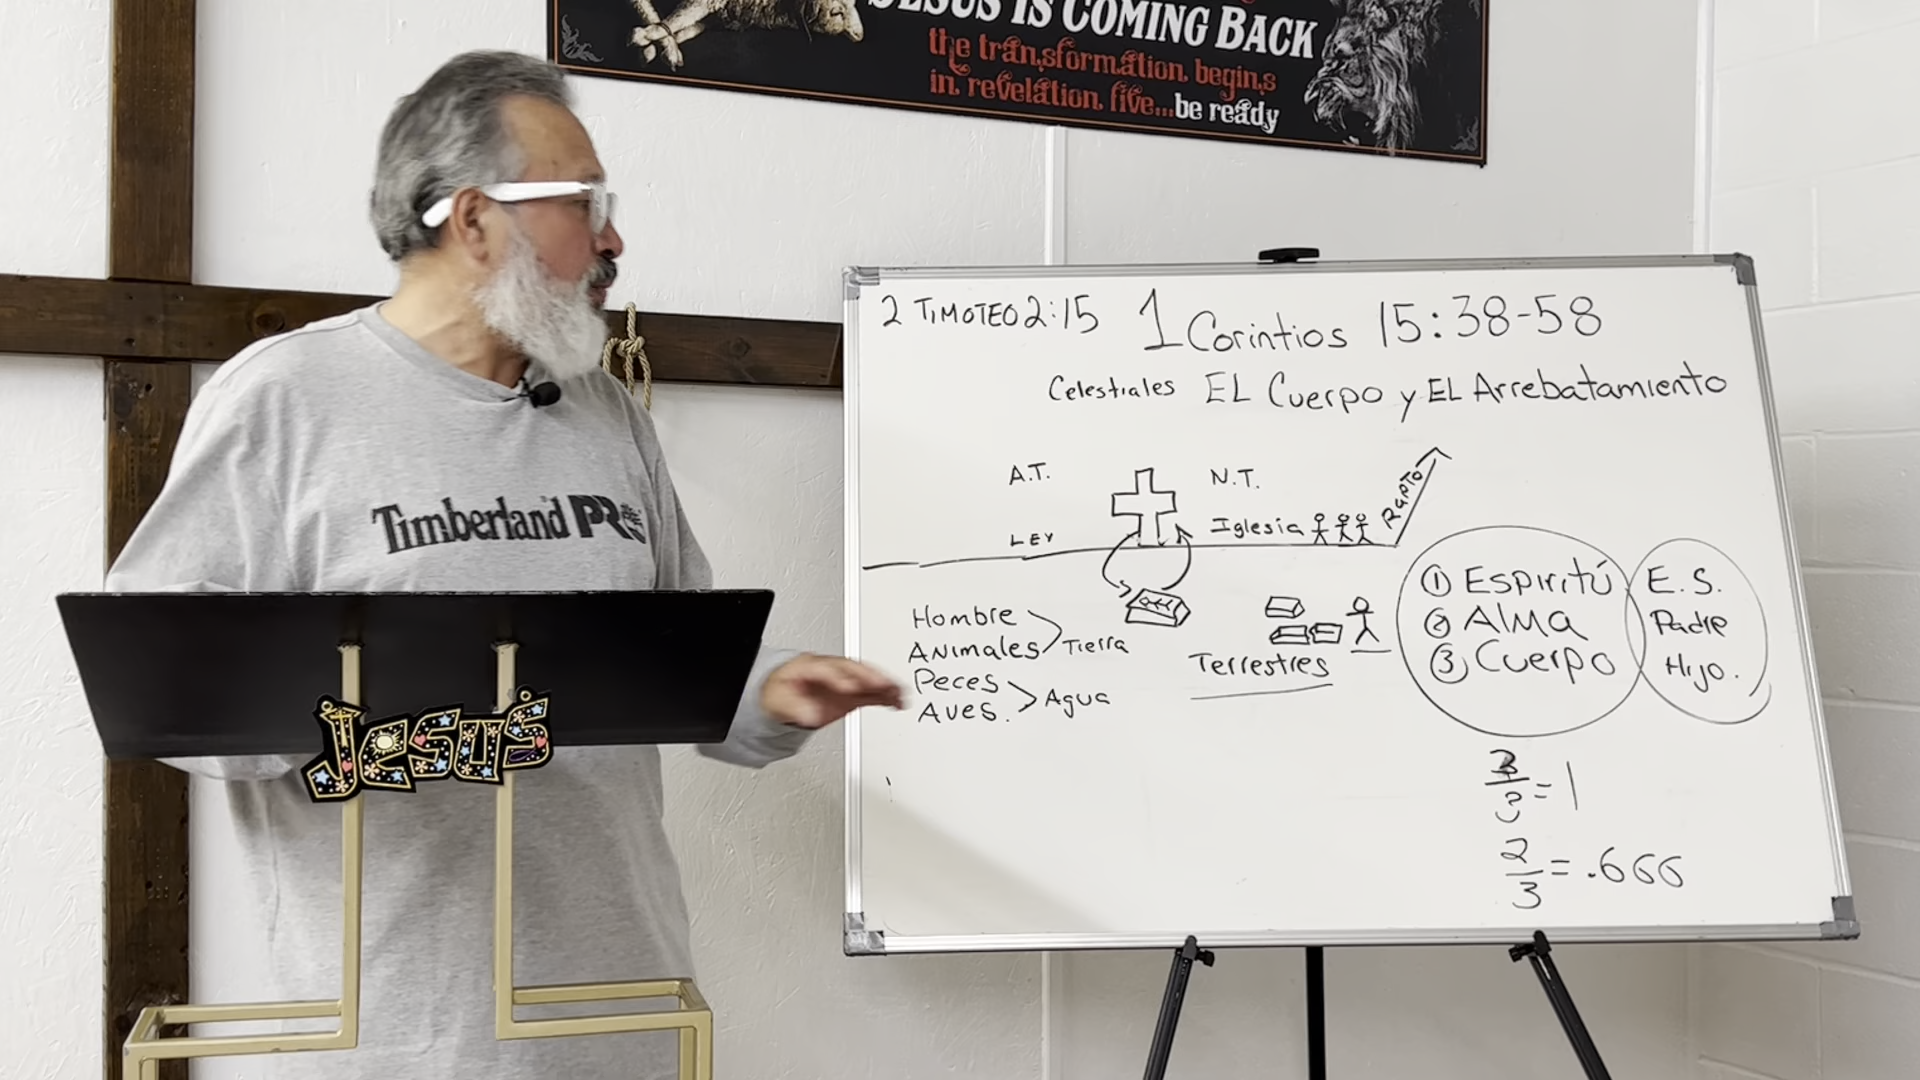 JESUS IS COMING BACK
the transformation begins
in revelation five...be ready
Timberland PRO
Jesus
2 TIMOTEO 2:15 1 Corintios 15:38-58
Celestiales EL Cuerpo y EL Arrebatamiento
A.T. N.T.
LEY Iglesia Rapto
Hombre
Animales Tierra
Peces
Aves. Agua
Terrestres
① Espiritú E.S.
② Alma Padre
③ Cuerpo Hijo.
3/3 = 1
2/3 = .666